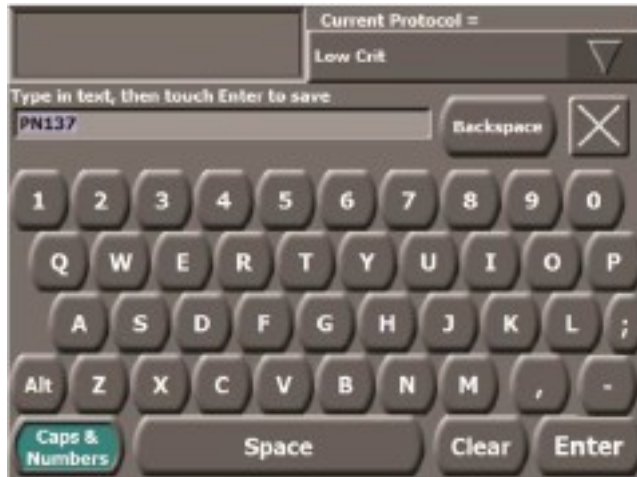 Current Protocol =
Low Crit
Type in text, then touch Enter to save
PN137
Backspace
1 2 3 4 5 6 7 8 9 0
Q W E R T Y U I O P
A S D F G H J K L ;
Alt Z X C V B N M , -
Caps &
Numbers
Space
Clear
Enter